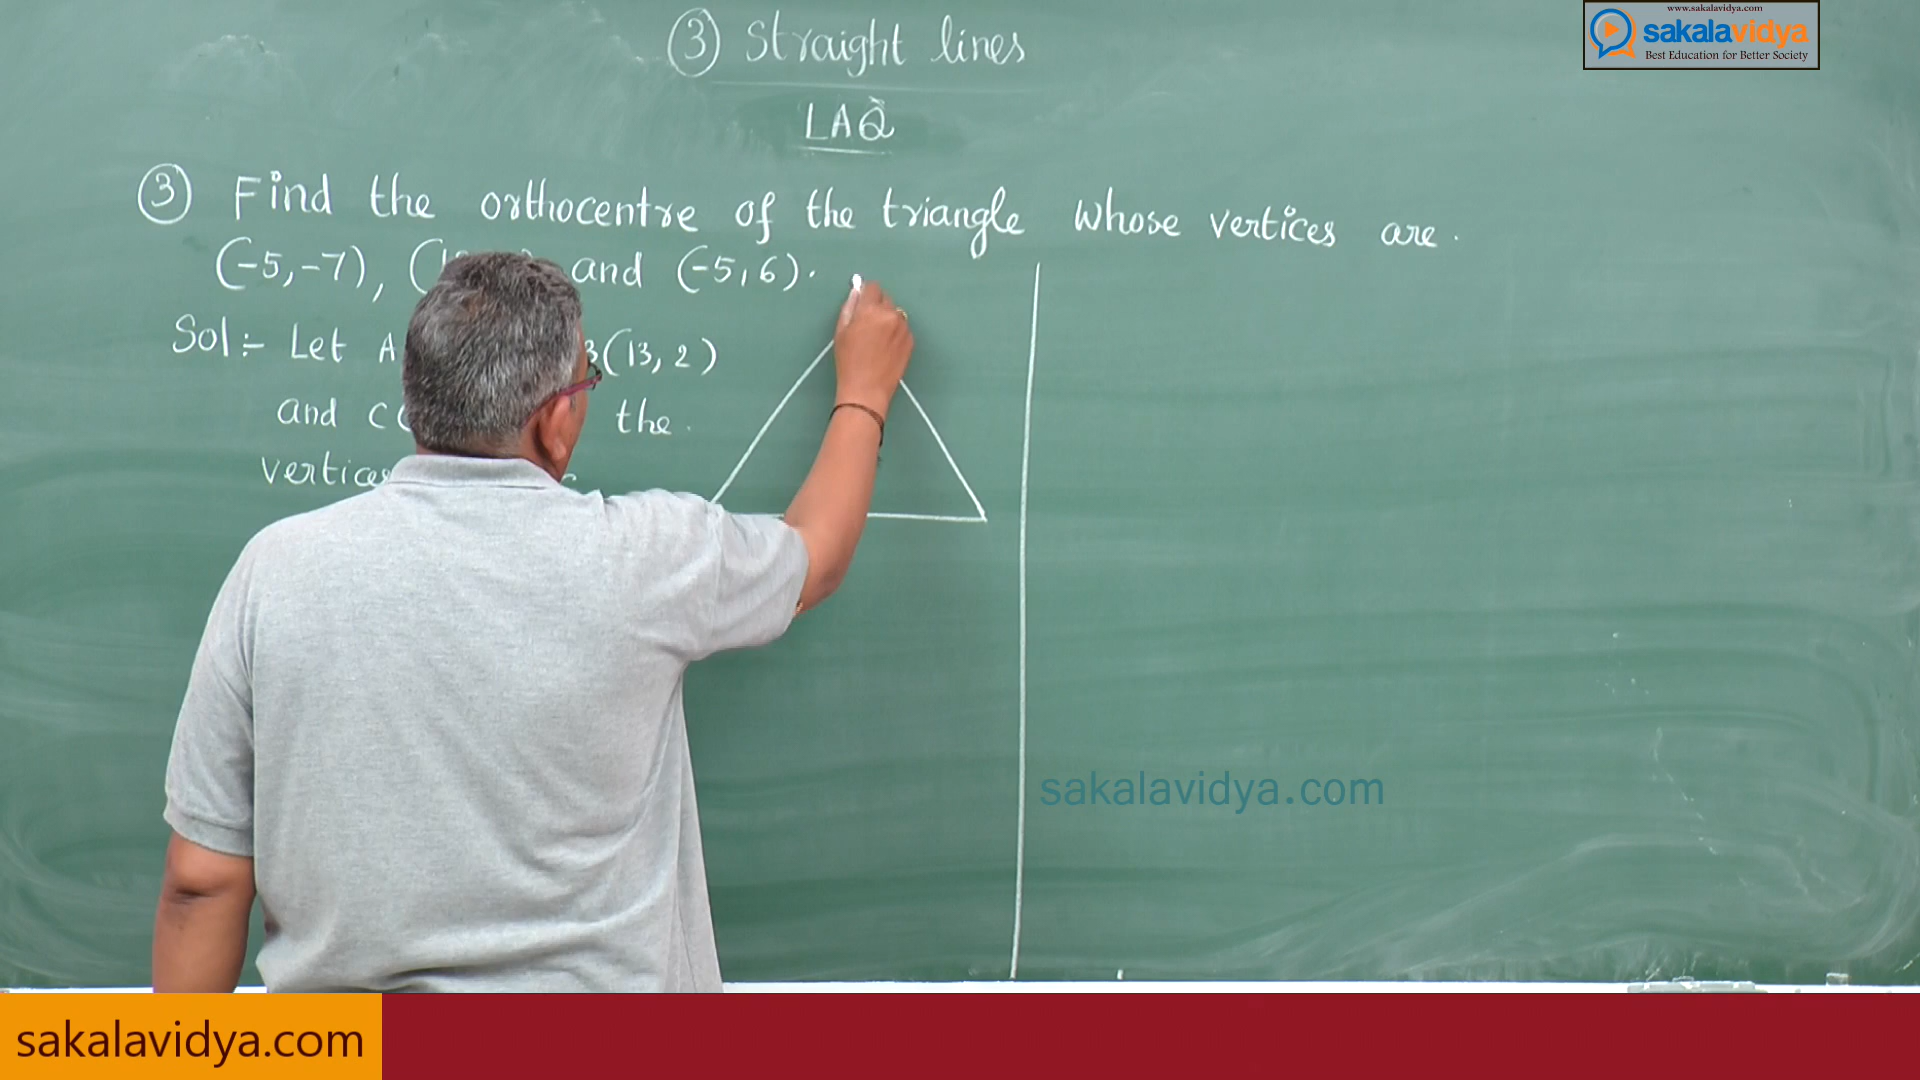 www.sakalavidya.com
sakalavidya
Best Education for Better Society
3 Straight lines
LAQ
3 Find the orthocentre of the triangle whose vertices are.
(-5,-7), ( and (-5,6).
Sol:- Let A (13,2)
and C( the.
vertices
sakalavidya.com
sakalavidya.com